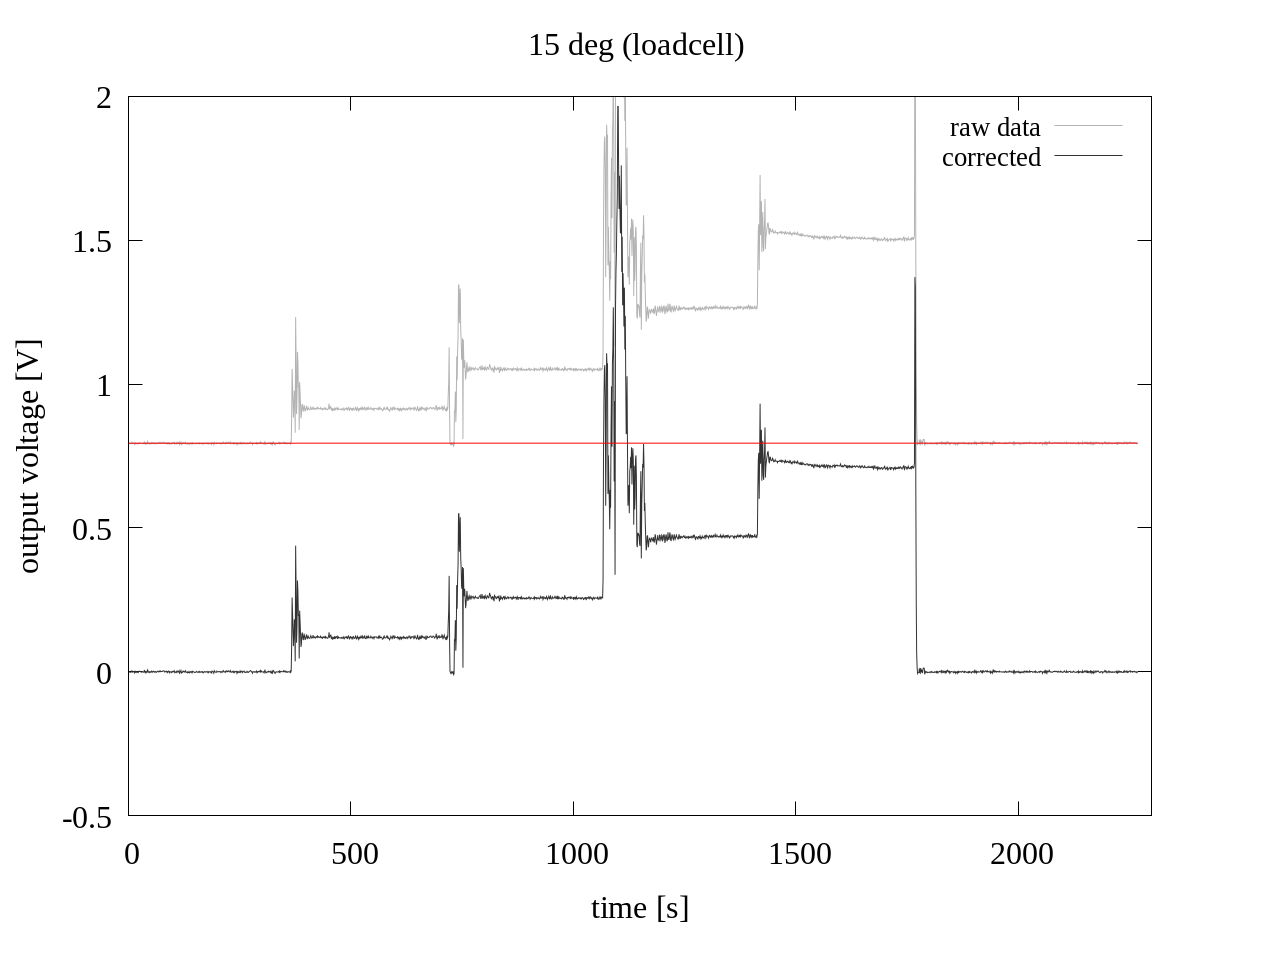 15 deg (loadcell)
raw data
corrected
output voltage [V]
2
1.5
1
0.5
0
-0.5
0 500 1000 1500 2000
time [s]